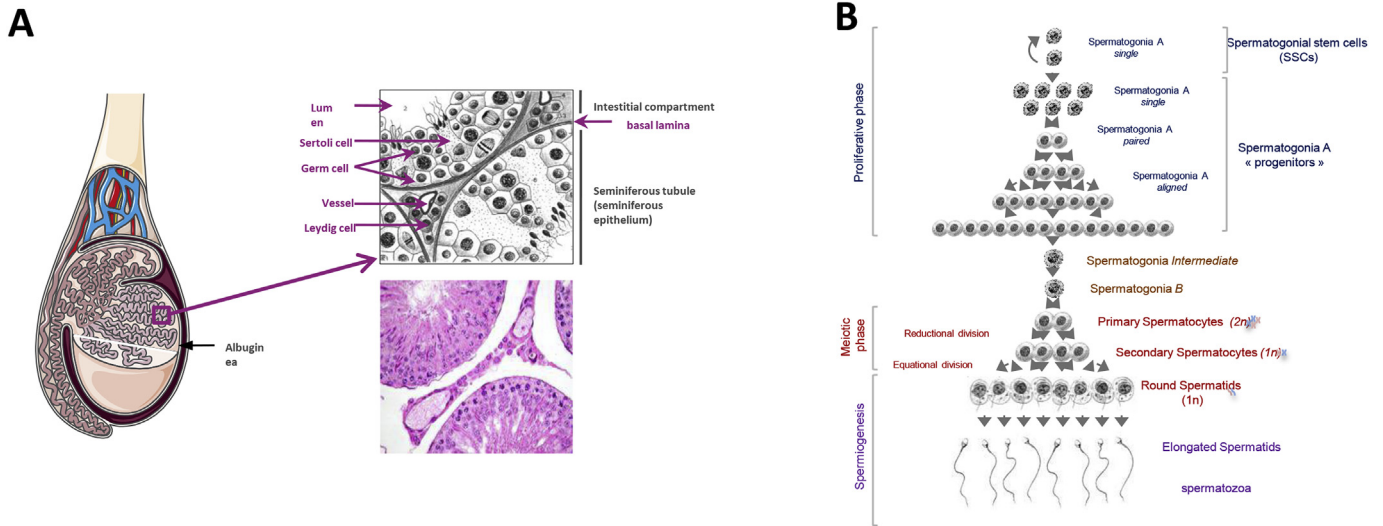 A
Lum
en
Sertoli cell
Germ cell
Vessel
Leydig cell
Intestitial compartment
basal lamina
Seminiferous tubule
(seminiferous
epithelium)
Albugin
ea
B
Proliferative phase
Spermatogonia A
single
Spermatogonial stem cells
(SSCs)
Spermatogonia A
single
Spermatogonia A
paired
Spermatogonia A
« progenitors »
Spermatogonia A
aligned
Spermatogonia Intermediate
Spermatogonia B
Meiotic
phase
Reductional division
Primary Spermatocytes (2n)
Equational division
Secondary Spermatocytes (1n)
Spermiogenesis
Round Spermatids
(1n)
Elongated Spermatids
spermatozoa